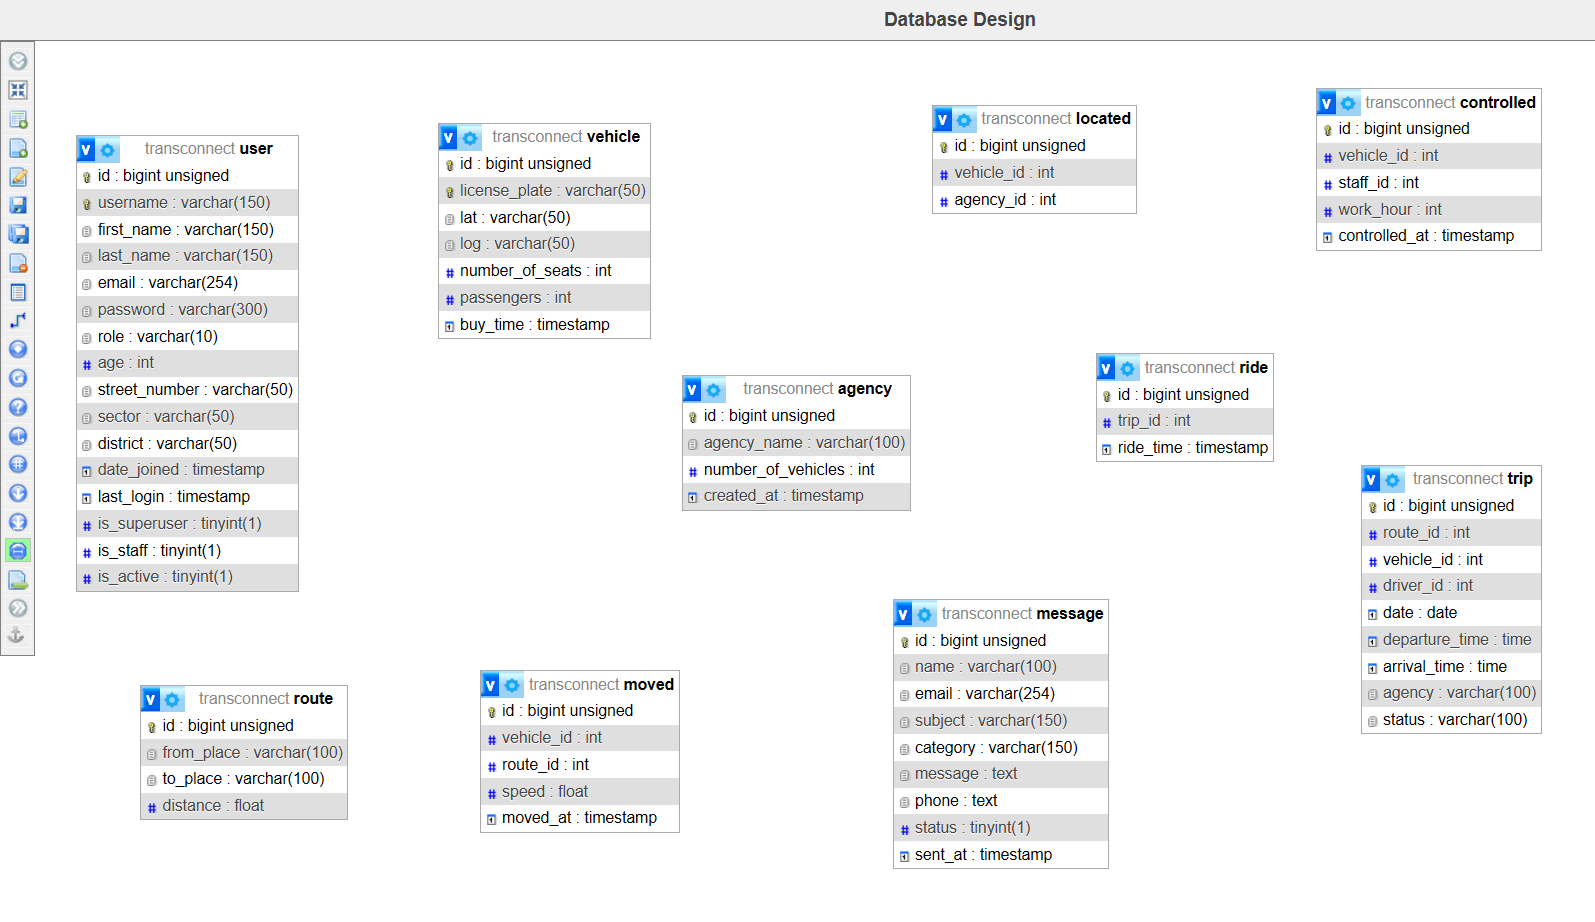 Database Design
transconnect user
id : bigint unsigned
username : varchar(150)
first_name : varchar(150)
last_name : varchar(150)
email : varchar(254)
password : varchar(300)
role : varchar(10)
age : int
street_number : varchar(50)
sector : varchar(50)
district : varchar(50)
date_joined : timestamp
last_login : timestamp
is_superuser : tinyint(1)
is_staff : tinyint(1)
is_active : tinyint(1)
transconnect vehicle
id : bigint unsigned
license_plate : varchar(50)
lat : varchar(50)
log : varchar(50)
number_of_seats : int
passengers : int
buy_time : timestamp
transconnect located
id : bigint unsigned
vehicle_id : int
agency_id : int
transconnect controlled
id : bigint unsigned
vehicle_id : int
staff_id : int
work_hour : int
controlled_at : timestamp
transconnect agency
id : bigint unsigned
agency_name : varchar(100)
number_of_vehicles : int
created_at : timestamp
transconnect ride
id : bigint unsigned
trip_id : int
ride_time : timestamp
transconnect trip
id : bigint unsigned
route_id : int
vehicle_id : int
driver_id : int
date : date
departure_time : time
arrival_time : time
agency : varchar(100)
status : varchar(100)
transconnect message
id : bigint unsigned
name : varchar(100)
email : varchar(254)
subject : varchar(150)
category : varchar(150)
message : text
phone : text
status : tinyint(1)
sent_at : timestamp
transconnect route
id : bigint unsigned
from_place : varchar(100)
to_place : varchar(100)
distance : float
transconnect moved
id : bigint unsigned
vehicle_id : int
route_id : int
speed : float
moved_at : timestamp